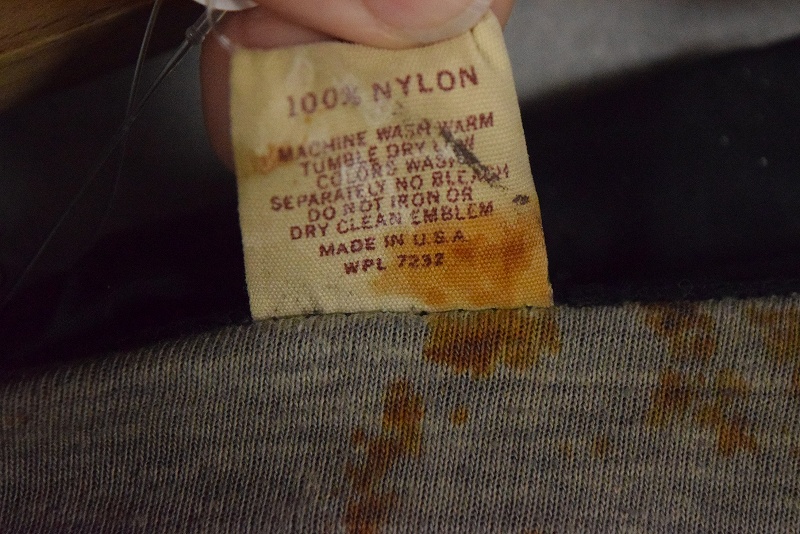 100% NYLON
MACHINE WASH WARM
TUMBLE DRY LOW
COLORS WASH
SEPARATELY NO BLEACH
DO NOT IRON OR
DRY CLEAN EMBLEM
MADE IN U.S.A
WPL 7232